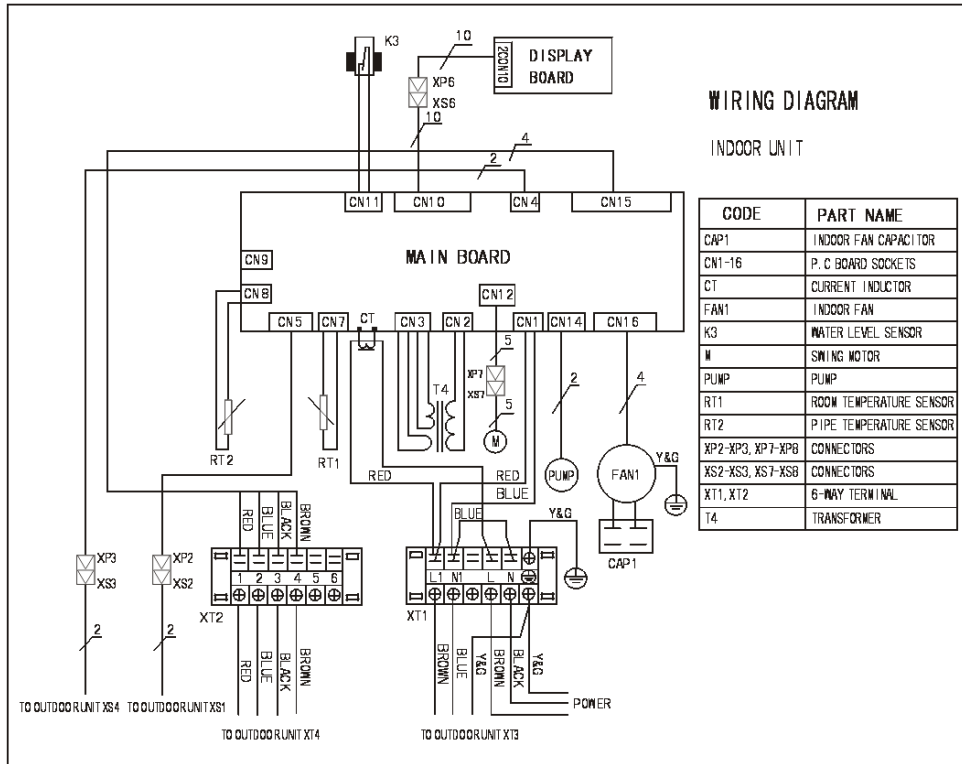 K3
10
2CON10
DISPLAY
BOARD
XP6
XS6
10
4
2
WIRING DIAGRAM
INDOOR UNIT
CN11
CN10
CN4
CN15
MAIN BOARD
CN9
CN8
CN12
CN5
CN7
CT
CN3
CN2
CN1
CN14
CN16
CODE PART NAME
CAP1 INDOOR FAN CAPACITOR
CN1-16 P.C BOARD SOCKETS
CT CURRENT INDUCTOR
FAN1 INDOOR FAN
K3 WATER LEVEL SENSOR
M SWING MOTOR
PUMP PUMP
RT1 ROOM TEMPERATURE SENSOR
RT2 PIPE TEMPERATURE SENSOR
XP2-XP3, XP7-XP8 CONNECTORS
XS2-XS3, XS7-XS8 CONNECTORS
XT1, XT2 6-WAY TERMINAL
T4 TRANSFORMER
5
XP7
XS7
5
2
4
T4
M
RT2
RT1
RED
RED
BLUE
PUMP
FAN1
Y&G
CAP1
RED
BLUE
BLACK
BROWN
BLUE
Y&G
XP3
XS3
XP2
XS2
1 2 3 4 5 6
XT2
L1 N1 L N
XT1
2
2
RED
BLUE
BLACK
BROWN
BROWN
BLUE
Y&G
BROWN
BLACK
Y&G
POWER
TO OUTDOOR UNIT XS4
TO OUTDOOR UNIT XS1
TO OUTDOOR UNIT XT4
TO OUTDOOR UNIT XT3